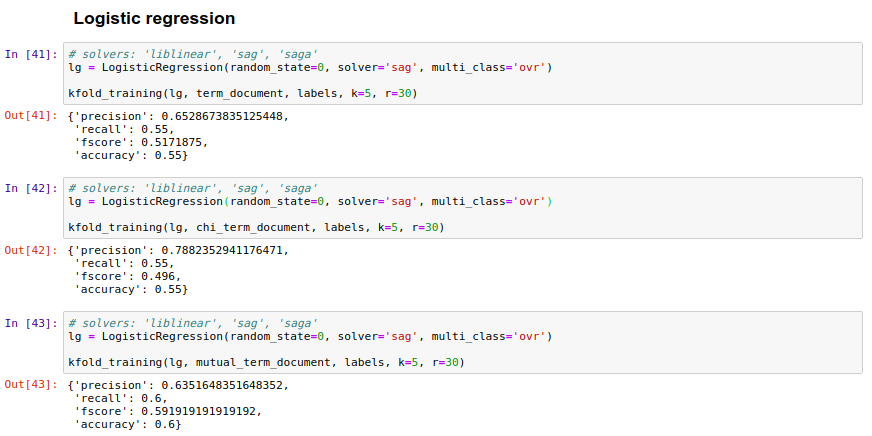 Logistic regression
In [41]: # solvers: 'liblinear', 'sag', 'saga'
lg = LogisticRegression(random_state=0, solver='sag', multi_class='ovr')
kfold_training(lg, term_document, labels, k=5, r=30)
Out[41]: {'precision': 0.6528673835125448,
'recall': 0.55,
'fscore': 0.5171875,
'accuracy': 0.55}
In [42]: # solvers: 'liblinear', 'sag', 'saga'
lg = LogisticRegression(random_state=0, solver='sag', multi_class='ovr')
kfold_training(lg, chi_term_document, labels, k=5, r=30)
Out[42]: {'precision': 0.7882352941176471,
'recall': 0.55,
'fscore': 0.496,
'accuracy': 0.55}
In [43]: # solvers: 'liblinear', 'sag', 'saga'
lg = LogisticRegression(random_state=0, solver='sag', multi_class='ovr')
kfold_training(lg, mutual_term_document, labels, k=5, r=30)
Out[43]: {'precision': 0.6351648351648352,
'recall': 0.6,
'fscore': 0.591919191919192,
'accuracy': 0.6}